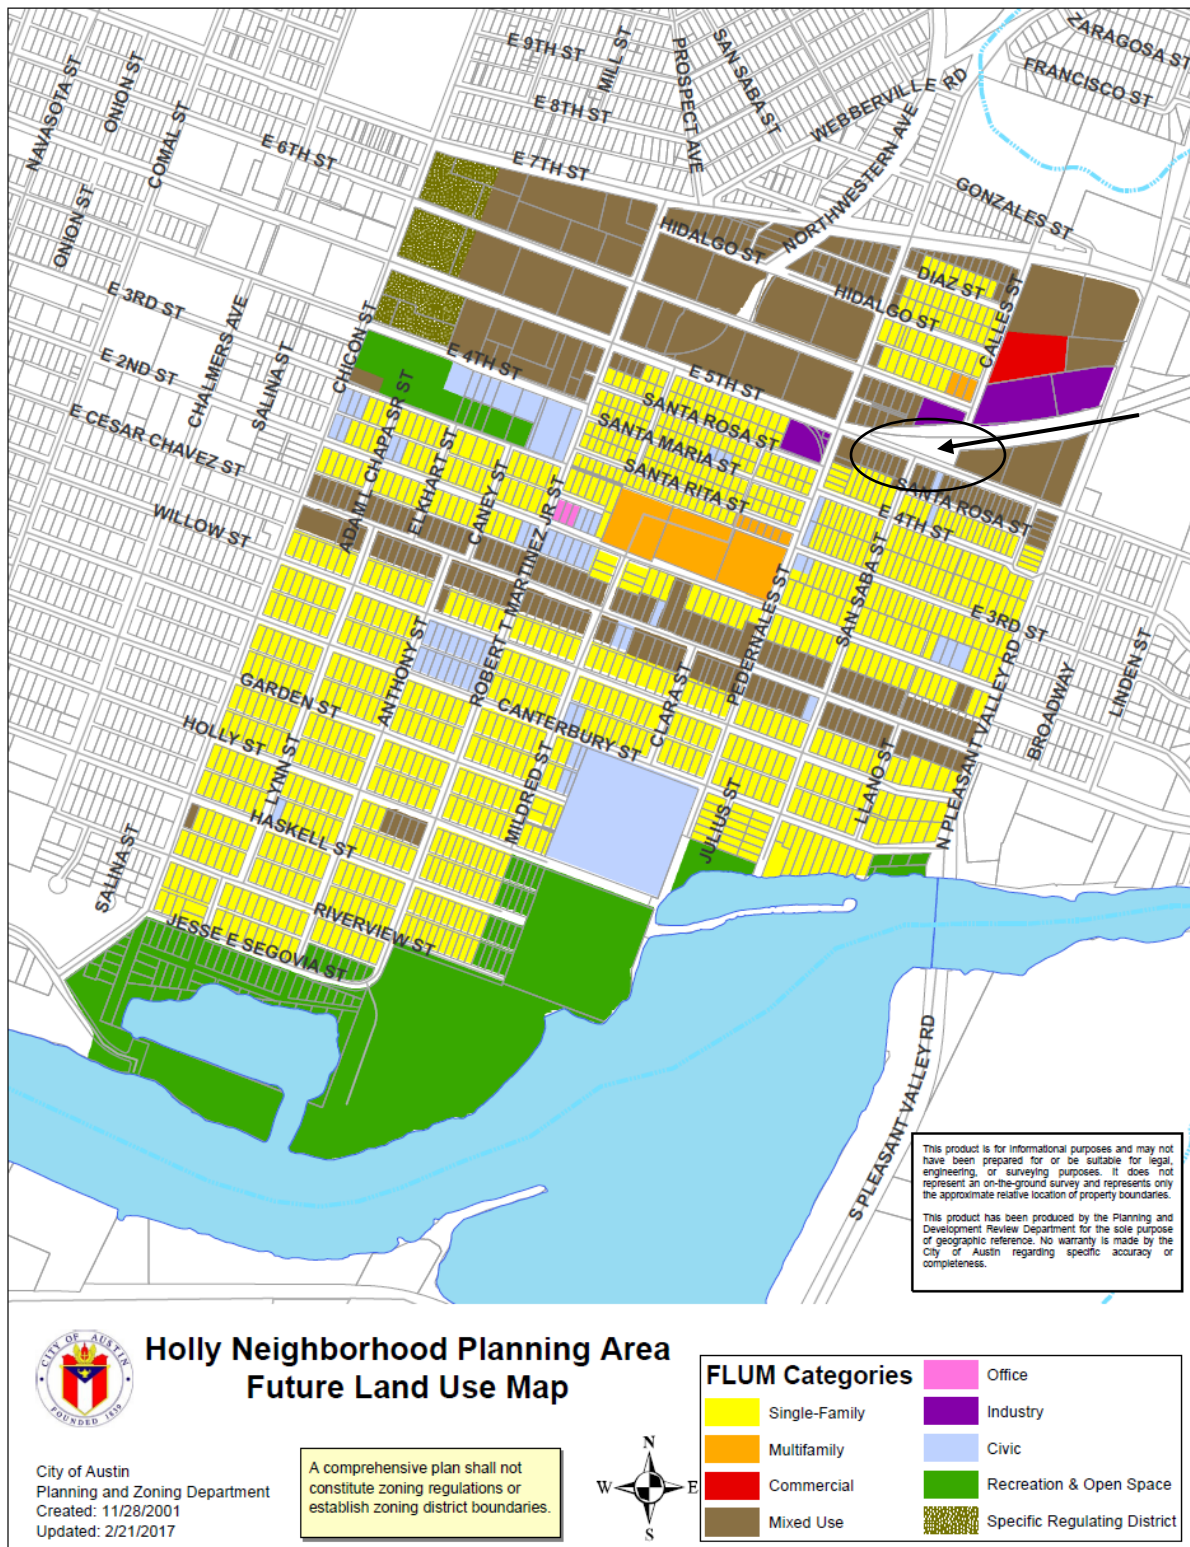 E 9TH ST
MILL ST
PROSPECT AVE
SAN SABA ST
ZARAGOSA ST
FRANCISCO ST
WEBBERVILLE RD
NAVASOTA ST
ONION ST
COMAL ST
E 8TH ST
E 6TH ST
E 7TH ST
NORTHWESTERN AVE
GONZALES ST
ONION ST
HIDALGO ST
DIAZ ST
HIDALGO ST
CALLES ST
E 3RD ST
CHALMERS AVE
SALINA ST
CHICON ST
E 4TH ST
E 5TH ST
E 2ND ST
ADAM L CHAPA SR ST
SANTA ROSA ST
SANTA MARIA ST
SANTA RITA ST
E CESAR CHAVEZ ST
ELKHART ST
CANEY ST
SANTA ROSA ST
E 4TH ST
WILLOW ST
ROBERT T MARTINEZ JR ST
SAN SABA ST
PEDERNALES ST
E 3RD ST
ANTHONY ST
CLARA ST
N PLEASANT VALLEY RD
BROADWAY
LINDEN ST
GARDEN ST
CANTERBURY ST
HOLLY ST
LYNN ST
MILDRED ST
JULIUS ST
LLANO ST
HASKELL ST
SALINA ST
RIVERVIEW ST
JESSE E SEGOVIA ST
S PLEASANT VALLEY RD
This product is for informational purposes and may not
have been prepared for or be suitable for legal,
engineering, or surveying purposes. It does not
represent an on-the-ground survey and represents only
the approximate relative location of property boundaries.
This product has been produced by the Planning and
Development Review Department for the sole purpose
of geographic reference. No warranty is made by the
City of Austin regarding specific accuracy or
completeness.
CITY OF AUSTIN
FOUNDED 1839
Holly Neighborhood Planning Area
Future Land Use Map
City of Austin
Planning and Zoning Department
Created: 11/28/2001
Updated: 2/21/2017
A comprehensive plan shall not
constitute zoning regulations or
establish zoning district boundaries.
N
W E
S
FLUM Categories
Single-Family
Multifamily
Commercial
Mixed Use
Office
Industry
Civic
Recreation & Open Space
Specific Regulating District